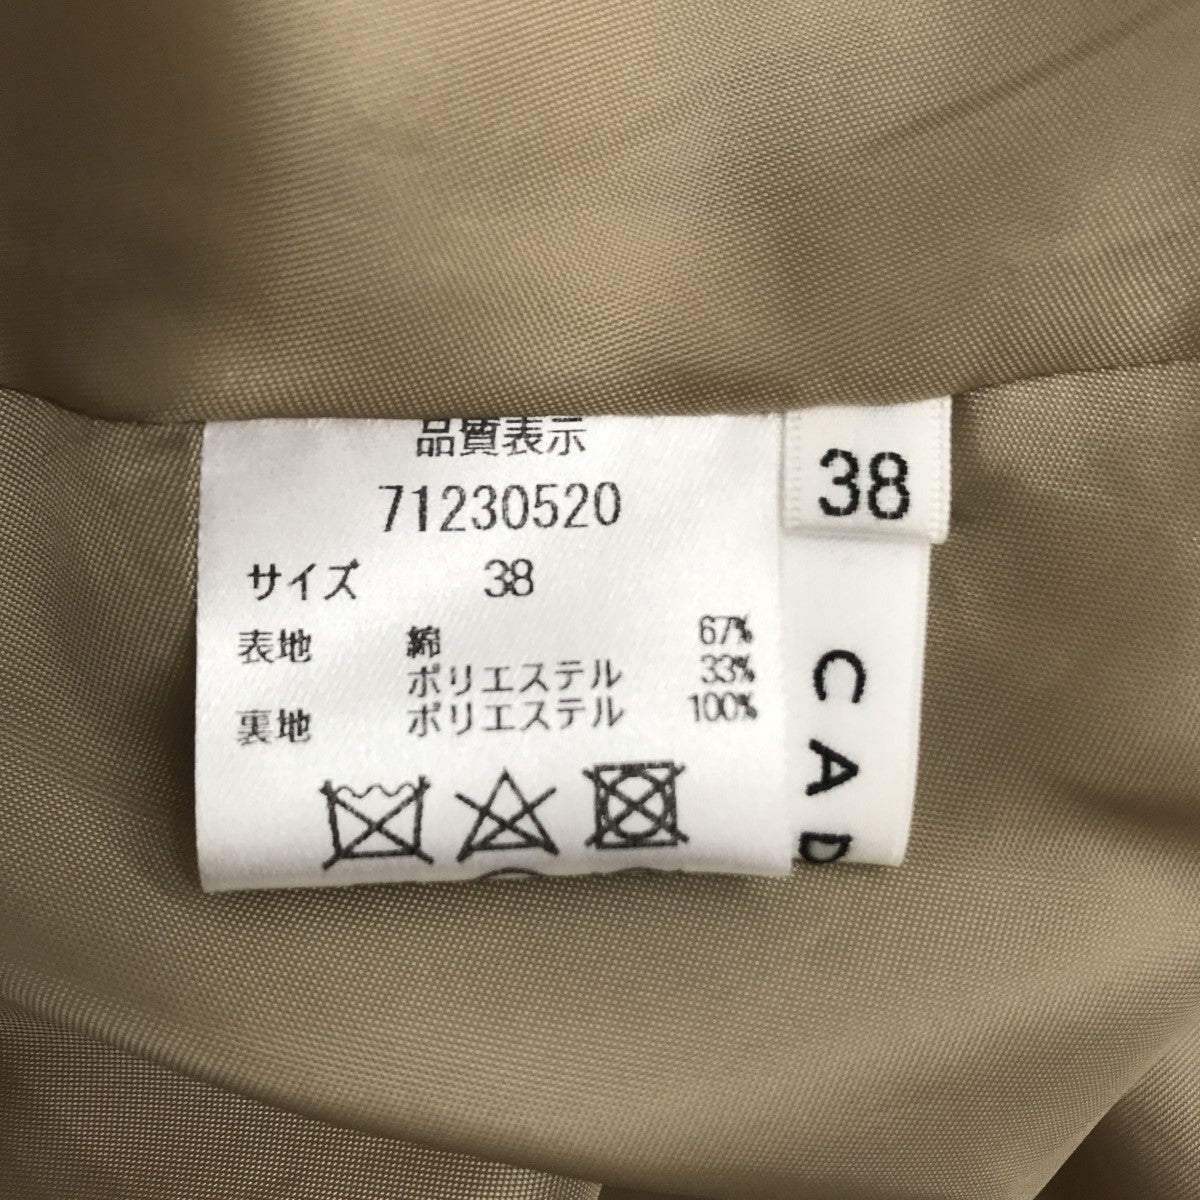 品質表示
71230520
サイズ 38
表地 綿 67%
ポリエステル 33%
裏地 ポリエステル 100%
38
CAD